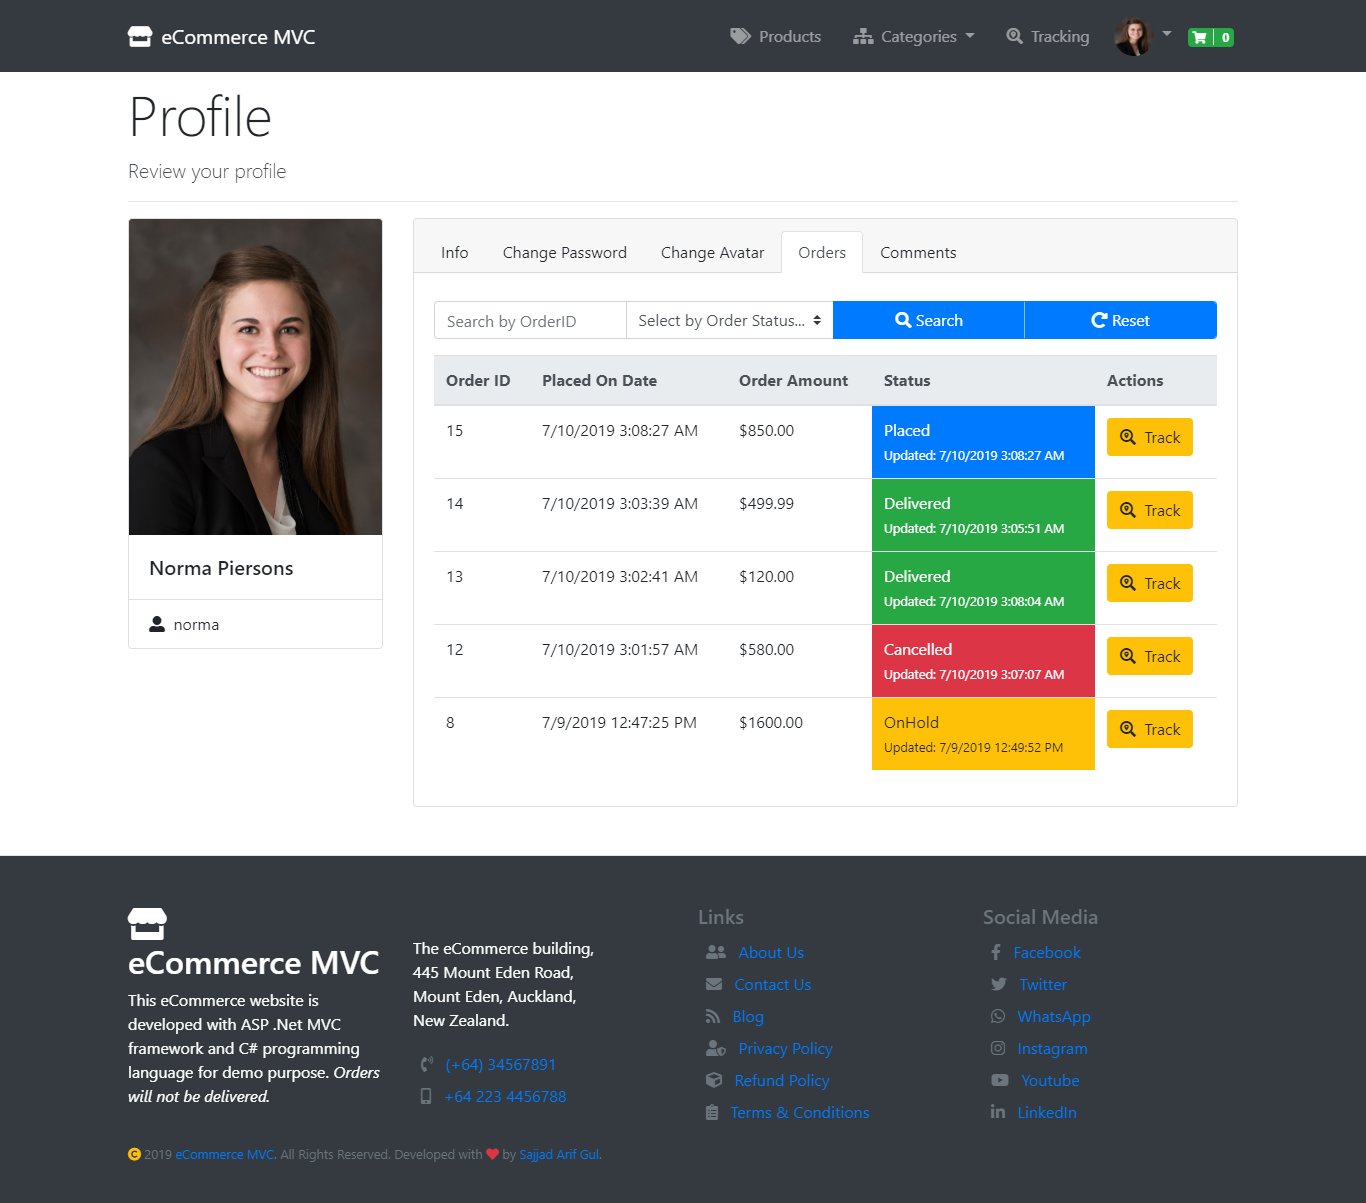 eCommerce MVC
Products Categories Tracking 0
Profile
Review your profile
Norma Piersons
norma
Info Change Password Change Avatar Orders Comments
Search by OrderID Select by Order Status... Search Reset
Order ID Placed On Date Order Amount Status Actions
15 7/10/2019 3:08:27 AM $850.00 Placed Track
Updated: 7/10/2019 3:08:27 AM
14 7/10/2019 3:03:39 AM $499.99 Delivered Track
Updated: 7/10/2019 3:05:51 AM
13 7/10/2019 3:02:41 AM $120.00 Delivered Track
Updated: 7/10/2019 3:08:04 AM
12 7/10/2019 3:01:57 AM $580.00 Cancelled Track
Updated: 7/10/2019 3:07:07 AM
8 7/9/2019 12:47:25 PM $1600.00 OnHold Track
Updated: 7/9/2019 12:49:52 PM
eCommerce MVC
This eCommerce website is
developed with ASP .Net MVC
framework and C# programming
language for demo purpose. Orders
will not be delivered.
The eCommerce building,
445 Mount Eden Road,
Mount Eden, Auckland,
New Zealand.
(+64) 34567891
+64 223 4456788
Links
About Us
Contact Us
Blog
Privacy Policy
Refund Policy
Terms & Conditions
Social Media
Facebook
Twitter
WhatsApp
Instagram
Youtube
LinkedIn
© 2019 eCommerce MVC. All Rights Reserved. Developed with ❤ by Sajjad Arif Gul.